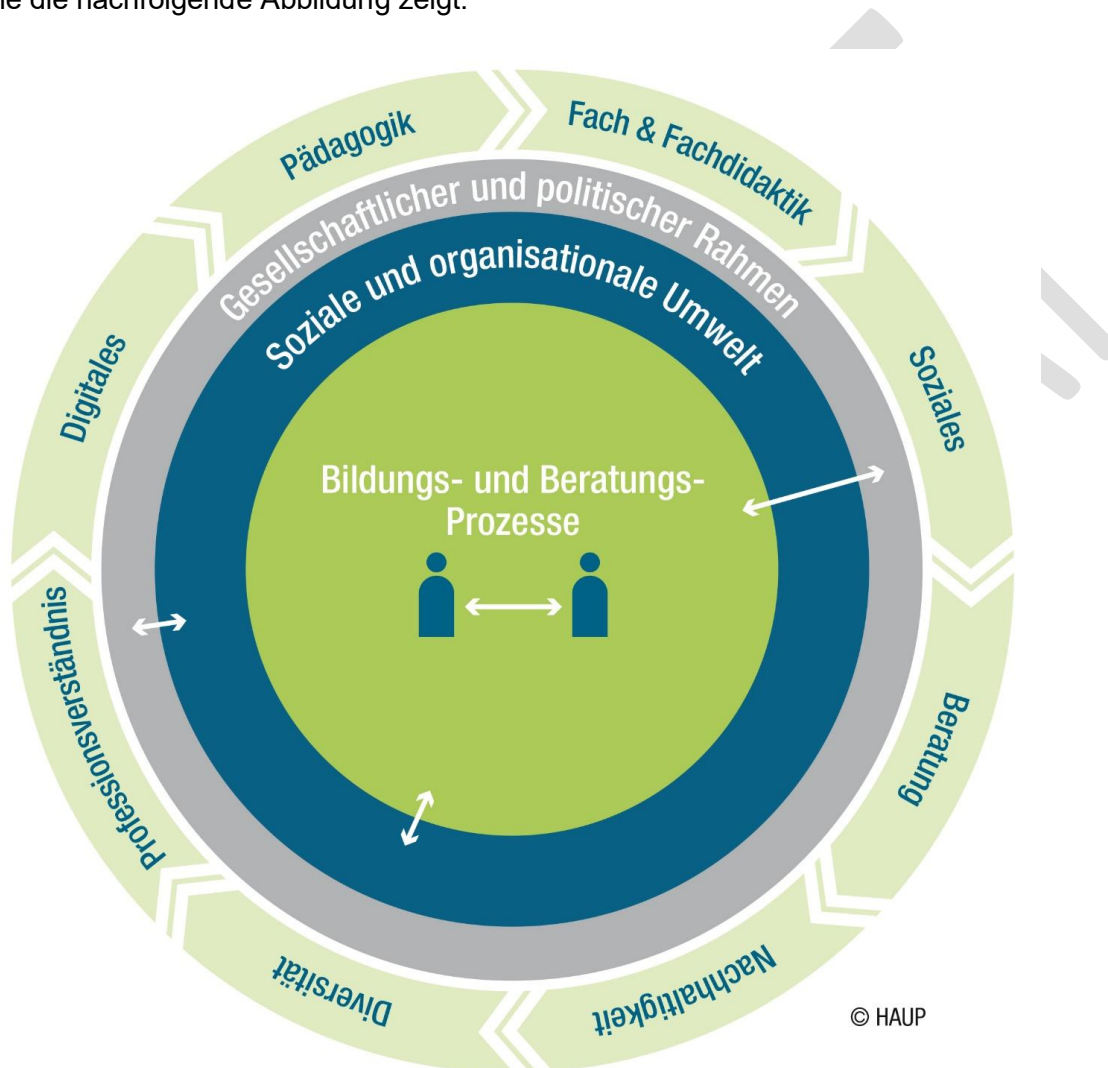 die nachfolgende Abbildung zeigt.
Pädagogik
Fach & Fachdidaktik
Soziales
Beratung
Nachhaltigkeit
Diversität
Professionsverständnis
Digitales
Gesellschaftlicher und politischer Rahmen
Soziale und organisationale Umwelt
Bildungs- und Beratungs-
Prozesse
© HAUP